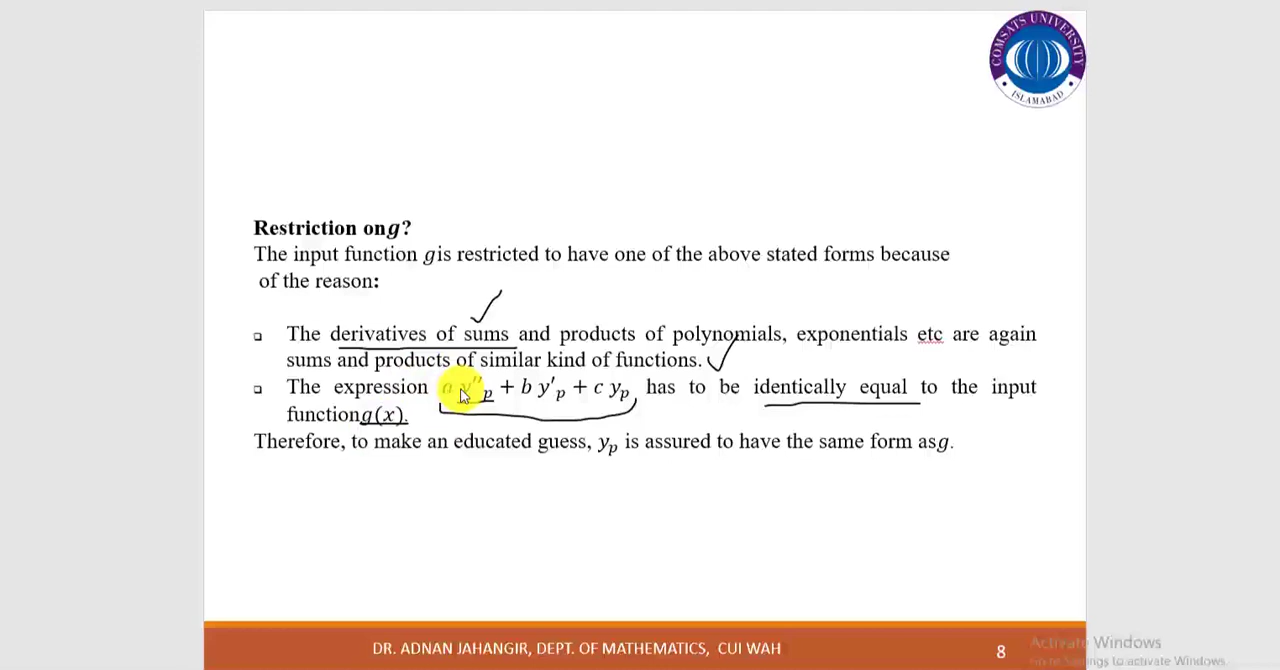 COMSATS UNIVERSITY
ISLAMABAD
Restriction ong?
The input function gis restricted to have one of the above stated forms because
of the reason:
The derivatives of sums and products of polynomials, exponentials etc are again
sums and products of similar kind of functions.
The expression a y''p + b y'p + c yp has to be identically equal to the input
functiong(x).
Therefore, to make an educated guess, yp is assured to have the same form asg.
DR. ADNAN JAHANGIR, DEPT. OF MATHEMATICS, CUI WAH
8
Activate Windows
Go to Settings to activate Windows.